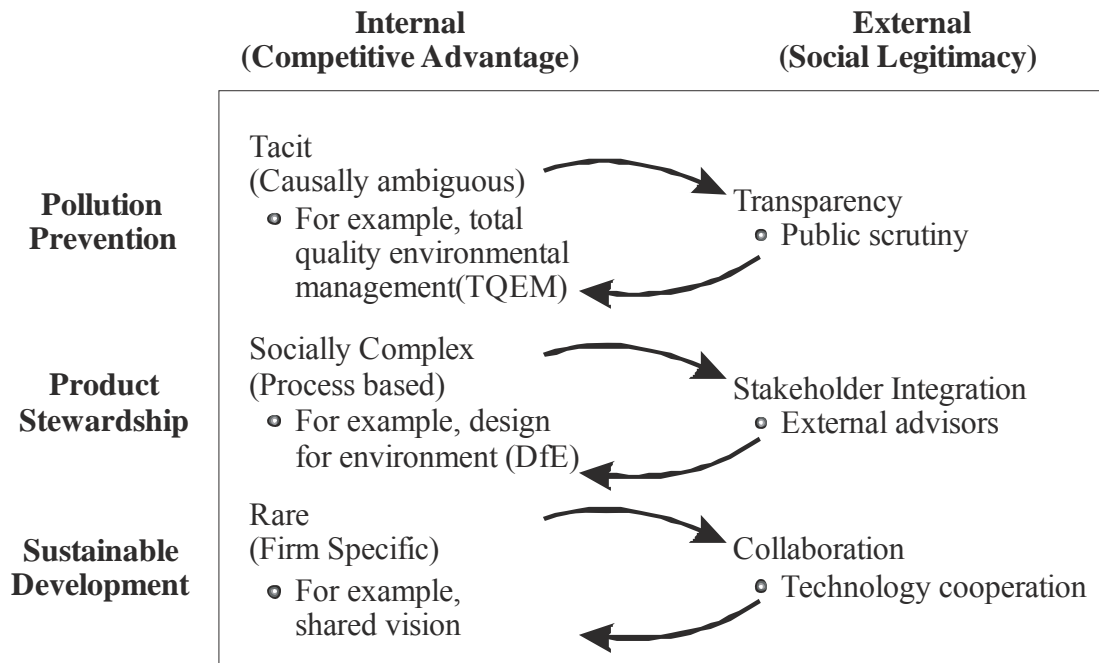 Internal
(Competitive Advantage)
External
(Social Legitimacy)
Pollution
Prevention
Tacit
(Causally ambiguous)
For example, total
quality environmental
management(TQEM)
Transparency
Public scrutiny
Product
Stewardship
Socially Complex
(Process based)
For example, design
for environment (DfE)
Stakeholder Integration
External advisors
Sustainable
Development
Rare
(Firm Specific)
For example,
shared vision
Collaboration
Technology cooperation